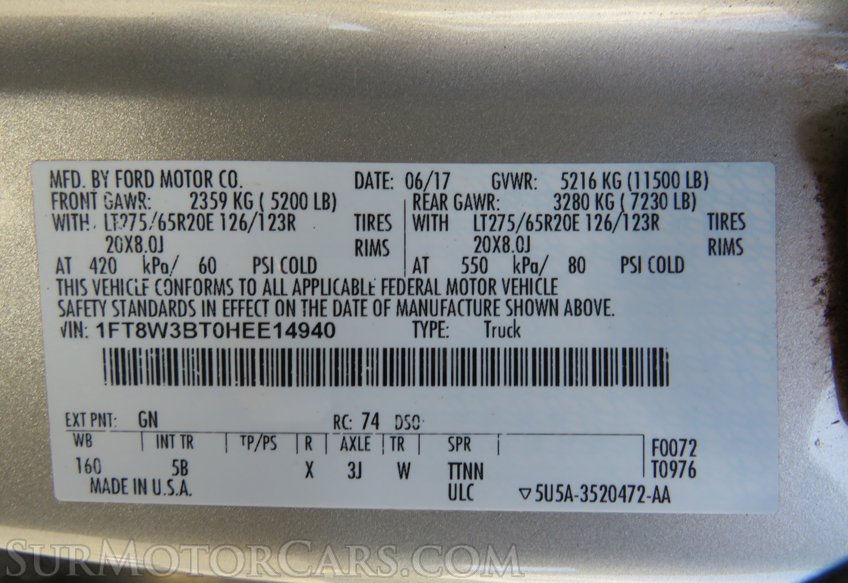 MFD. BY FORD MOTOR CO. DATE: 06/17 GVWR: 5216 KG (11500 LB)
FRONT GAWR: 2359 KG ( 5200 LB) REAR GAWR: 3280 KG ( 7230 LB)
WITH LT275/65R20E 126/123R TIRES WITH LT275/65R20E 126/123R TIRES
20X8.0J RIMS 20X8.0J RIMS
AT 420 kPa/ 60 PSI COLD AT 550 kPa/ 80 PSI COLD
THIS VEHICLE CONFORMS TO ALL APPLICABLE FEDERAL MOTOR VEHICLE
SAFETY STANDARDS IN EFFECT ON THE DATE OF MANUFACTURE SHOWN ABOVE.
VIN: 1FT8W3BT0HEE14940 TYPE: Truck
EXT PNT: GN RC: 74 DSO:
WB INT TR TP/PS R AXLE TR SPR F0072
160 5B X 3J W TTNN T0976
MADE IN U.S.A. ULC ▽5U5A-3520472-AA
SurMotorCars.com